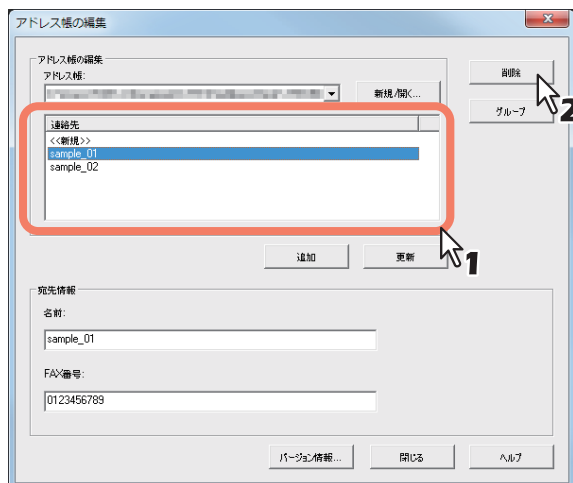 アドレス帳の編集
アドレス帳の編集
アドレス帳:
新規/開く...
削除
グループ
2
連絡先
<<新規>>
sample_01
sample_02
追加
更新
1
宛先情報
名前:
sample_01
FAX番号:
0123456789
バージョン情報...
閉じる
ヘルプ